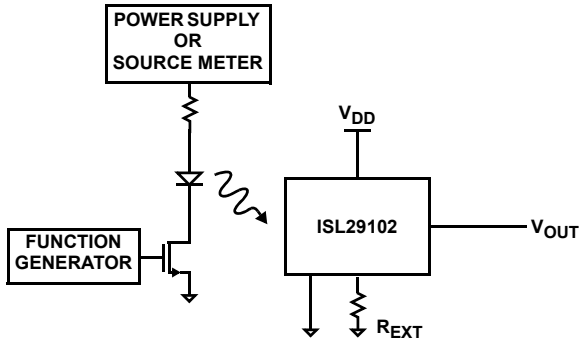 POWER SUPPLY
OR
SOURCE METER
VDD
ISL29102
VOUT
FUNCTION
GENERATOR
REXT